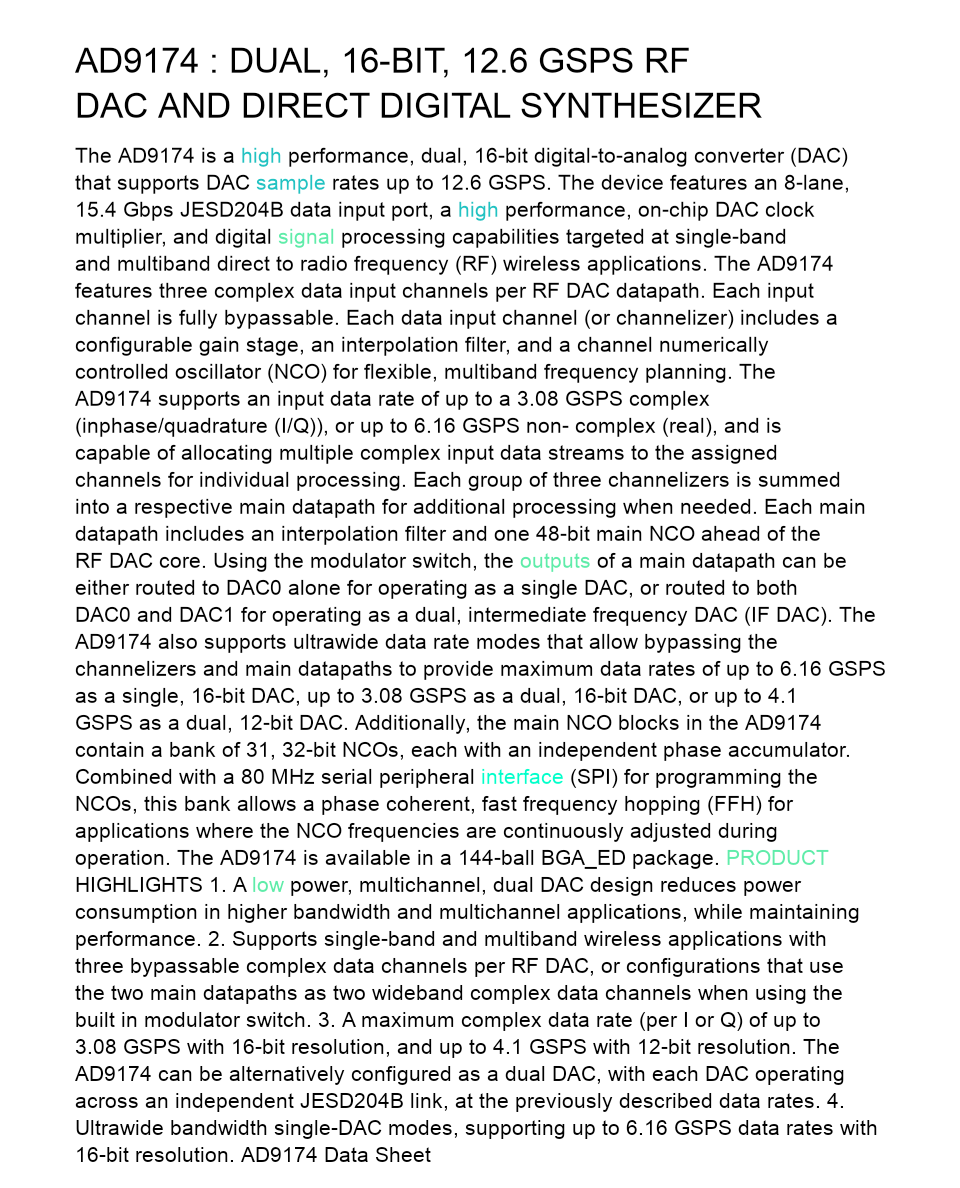 AD9174 : DUAL, 16-BIT, 12.6 GSPS RF
DAC AND DIRECT DIGITAL SYNTHESIZER
The AD9174 is a high performance, dual, 16-bit digital-to-analog converter (DAC)
that supports DAC sample rates up to 12.6 GSPS. The device features an 8-lane,
15.4 Gbps JESD204B data input port, a high performance, on-chip DAC clock
multiplier, and digital signal processing capabilities targeted at single-band
and multiband direct to radio frequency (RF) wireless applications. The AD9174
features three complex data input channels per RF DAC datapath. Each input
channel is fully bypassable. Each data input channel (or channelizer) includes a
configurable gain stage, an interpolation filter, and a channel numerically
controlled oscillator (NCO) for flexible, multiband frequency planning. The
AD9174 supports an input data rate of up to a 3.08 GSPS complex
(inphase/quadrature (I/Q)), or up to 6.16 GSPS non- complex (real), and is
capable of allocating multiple complex input data streams to the assigned
channels for individual processing. Each group of three channelizers is summed
into a respective main datapath for additional processing when needed. Each main
datapath includes an interpolation filter and one 48-bit main NCO ahead of the
RF DAC core. Using the modulator switch, the outputs of a main datapath can be
either routed to DAC0 alone for operating as a single DAC, or routed to both
DAC0 and DAC1 for operating as a dual, intermediate frequency DAC (IF DAC). The
AD9174 also supports ultrawide data rate modes that allow bypassing the
channelizers and main datapaths to provide maximum data rates of up to 6.16 GSPS
as a single, 16-bit DAC, up to 3.08 GSPS as a dual, 16-bit DAC, or up to 4.1
GSPS as a dual, 12-bit DAC. Additionally, the main NCO blocks in the AD9174
contain a bank of 31, 32-bit NCOs, each with an independent phase accumulator.
Combined with a 80 MHz serial peripheral interface (SPI) for programming the
NCOs, this bank allows a phase coherent, fast frequency hopping (FFH) for
applications where the NCO frequencies are continuously adjusted during
operation. The AD9174 is available in a 144-ball BGA_ED package. PRODUCT
HIGHLIGHTS 1. A low power, multichannel, dual DAC design reduces power
consumption in higher bandwidth and multichannel applications, while maintaining
performance. 2. Supports single-band and multiband wireless applications with
three bypassable complex data channels per RF DAC, or configurations that use
the two main datapaths as two wideband complex data channels when using the
built in modulator switch. 3. A maximum complex data rate (per I or Q) of up to
3.08 GSPS with 16-bit resolution, and up to 4.1 GSPS with 12-bit resolution. The
AD9174 can be alternatively configured as a dual DAC, with each DAC operating
across an independent JESD204B link, at the previously described data rates. 4.
Ultrawide bandwidth single-DAC modes, supporting up to 6.16 GSPS data rates with
16-bit resolution. AD9174 Data Sheet